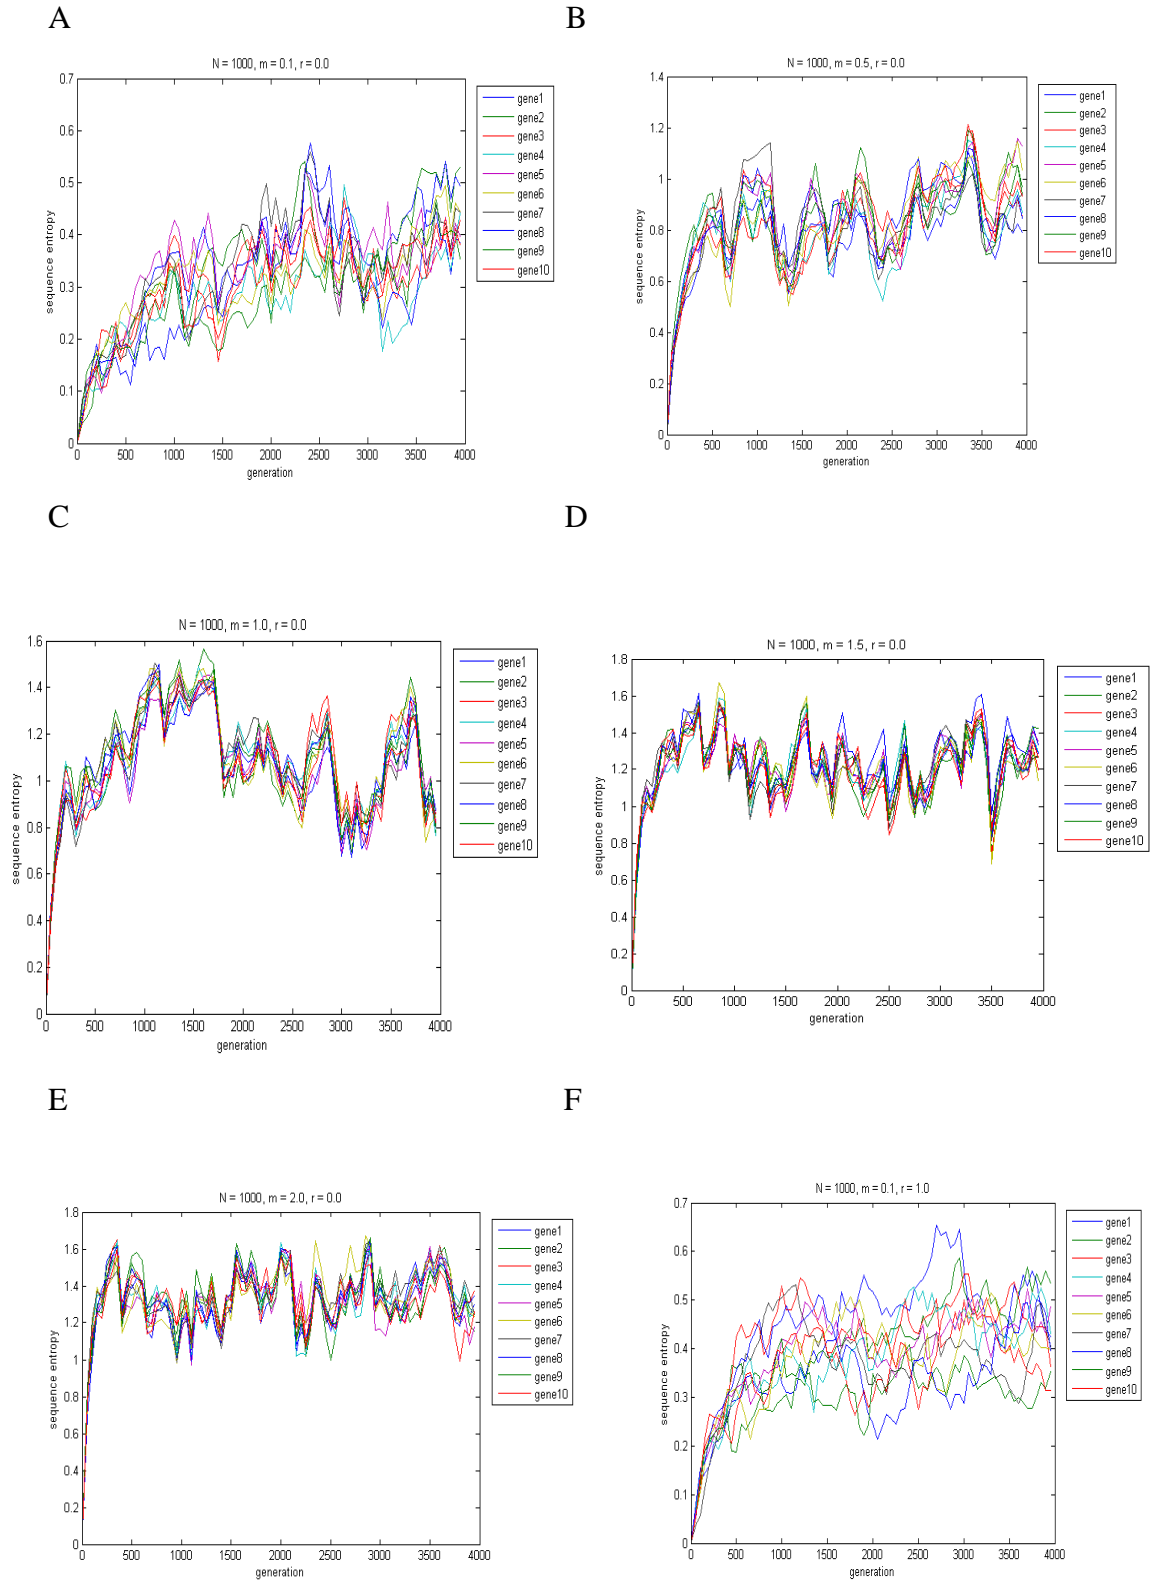 A
B
N = 1000, m = 0.1, r = 0.0
0.7
0.6
0.5
0.4
0.3
0.2
0.1
0
sequence entropy
0 500 1000 1500 2000 2500 3000 3500 4000
generation
gene1
gene2
gene3
gene4
gene5
gene6
gene7
gene8
gene9
gene10
N = 1000, m = 0.5, r = 0.0
1.4
1.2
1
0.8
0.6
0.4
0.2
0
sequence entropy
0 500 1000 1500 2000 2500 3000 3500 4000
generation
gene1
gene2
gene3
gene4
gene5
gene6
gene7
gene8
gene9
gene10
C
D
N = 1000, m = 1.0, r = 0.0
1.6
1.4
1.2
1
0.8
0.6
0.4
0.2
0
sequence entropy
0 500 1000 1500 2000 2500 3000 3500 4000
generation
gene1
gene2
gene3
gene4
gene5
gene6
gene7
gene8
gene9
gene10
N = 1000, m = 1.5, r = 0.0
1.8
1.6
1.4
1.2
1
0.8
0.6
0.4
0.2
0
sequence entropy
0 500 1000 1500 2000 2500 3000 3500 4000
generation
gene1
gene2
gene3
gene4
gene5
gene6
gene7
gene8
gene9
gene10
E
F
N = 1000, m = 2.0, r = 0.0
1.8
1.6
1.4
1.2
1
0.8
0.6
0.4
0.2
0
sequence entropy
0 500 1000 1500 2000 2500 3000 3500 4000
generation
gene1
gene2
gene3
gene4
gene5
gene6
gene7
gene8
gene9
gene10
N = 1000, m = 0.1, r = 1.0
0.7
0.6
0.5
0.4
0.3
0.2
0.1
0
sequence entropy
0 500 1000 1500 2000 2500 3000 3500 4000
generation
gene1
gene2
gene3
gene4
gene5
gene6
gene7
gene8
gene9
gene10